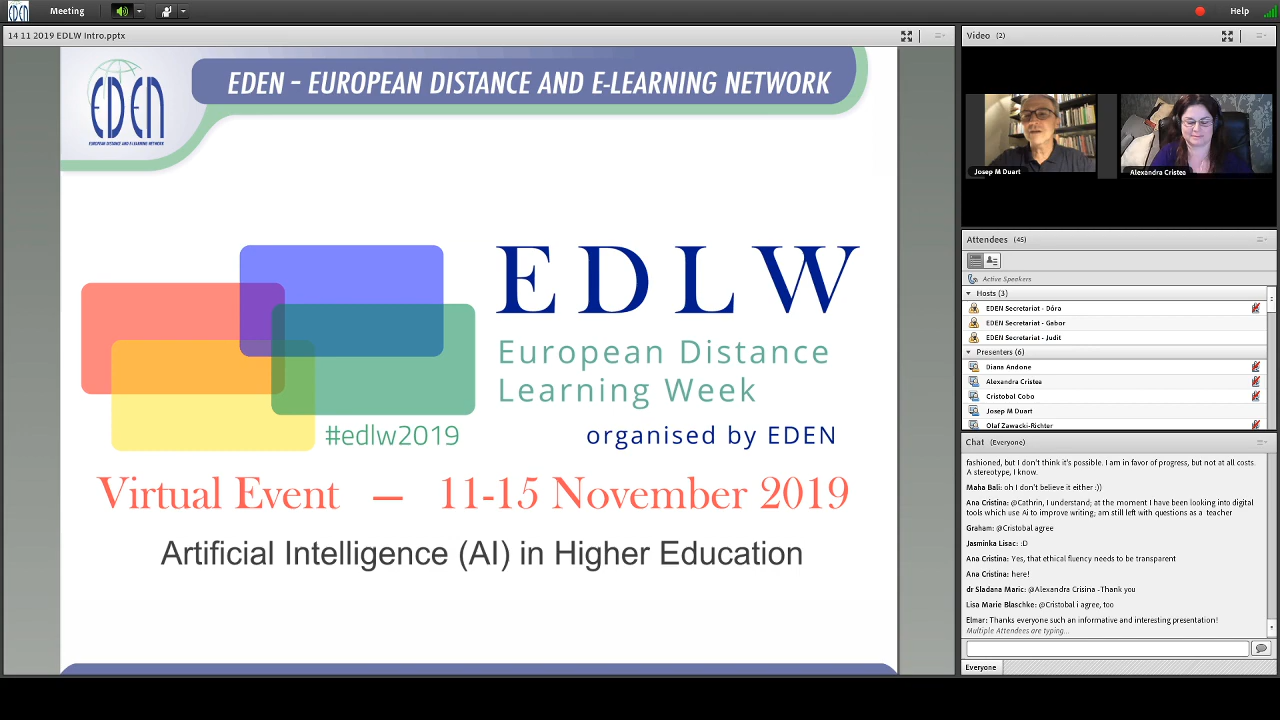 EDEN
Meeting
Help
14 11 2019 EDLW Intro.pptx
EDEN
EUROPEAN DISTANCE AND E-LEARNING NETWORK
EDEN – EUROPEAN DISTANCE AND E-LEARNING NETWORK
EDLW
European Distance
Learning Week
#edlw2019
organised by EDEN
Virtual Event — 11-15 November 2019
Artificial Intelligence (AI) in Higher Education
Video (2)
Josep M Duart
Alexandra Cristea
Attendees (45)
Active Speakers
Hosts (3)
EDEN Secretariat - Dóra
EDEN Secretariat - Gabor
EDEN Secretariat - Judit
Presenters (6)
Diana Andone
Alexandra Cristea
Cristobal Cobo
Josep M Duart
Olaf Zawacki-Richter
Chat (Everyone)
fashioned, but I don't think it's possible. I am in favor of progress, but not at all costs.
A stereotype, I know.
Maha Bali: oh I don't believe it either :))
Ana Cristina: @Cathrin, I understand; at the moment I have been looking into digital
tools which use Ai to improve writing; am still left with questions as a teacher
Graham: @Cristobal agree
Jasminka Lisac: :D
Ana Cristina: Yes, that ethical fluency needs to be transparent
Ana Cristina: here!
dr Sladana Maric: @Alexandra Crisina -Thank you
Lisa Marie Blaschke: @Cristobal i agree, too
Elmar: Thanks everyone such an informative and interesting presentation!
Multiple Attendees are typing...
Everyone